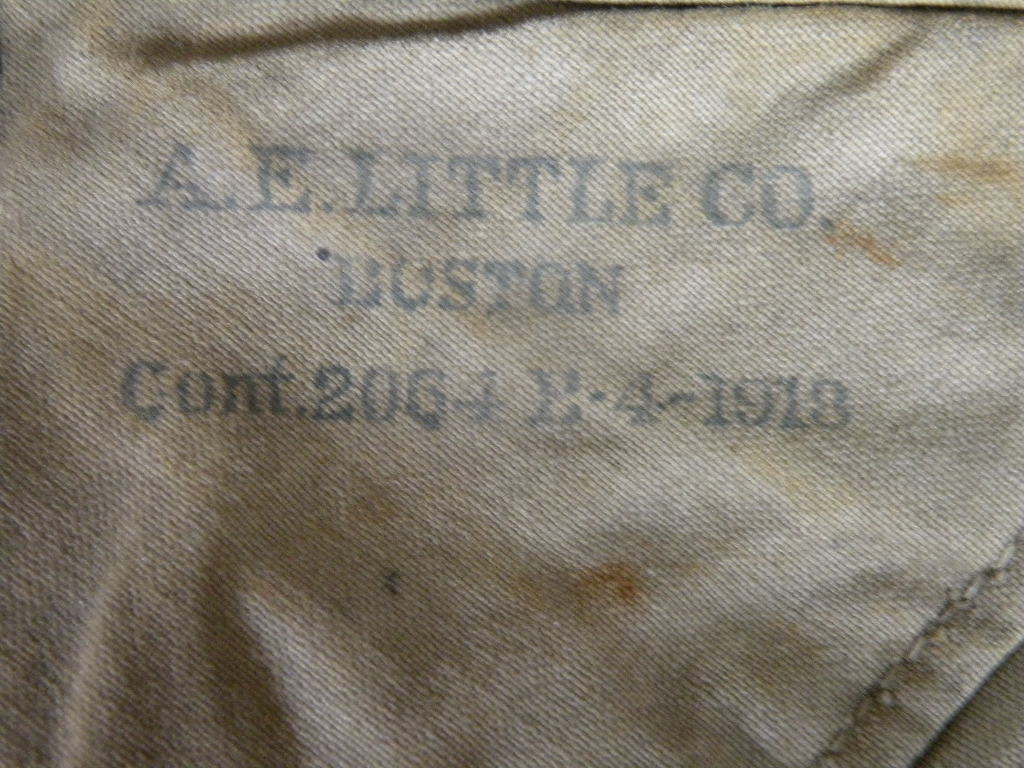 A.E.LITTLE CO.
BOSTON
Cont.2064 E-4-1918